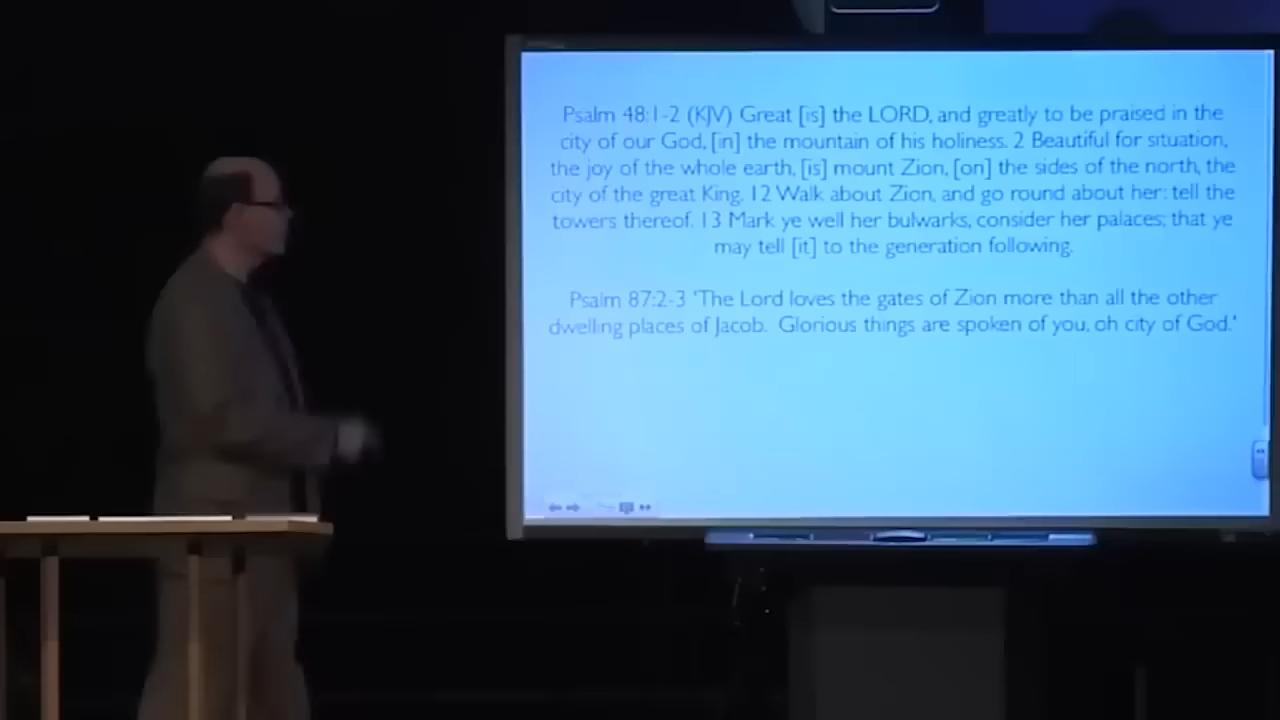 Psalm 48:1-2 (KJV) Great [is] the LORD, and greatly to be praised in the
city of our God, [in] the mountain of his holiness. 2 Beautiful for situation,
the joy of the whole earth, [is] mount Zion, [on] the sides of the north, the
city of the great King. 12 Walk about Zion, and go round about her: tell the
towers thereof. 13 Mark ye well her bulwarks, consider her palaces; that ye
may tell [it] to the generation following.
Psalm 87:2-3 'The Lord loves the gates of Zion more than all the other
dwelling places of Jacob. Glorious things are spoken of you, oh city of God.'